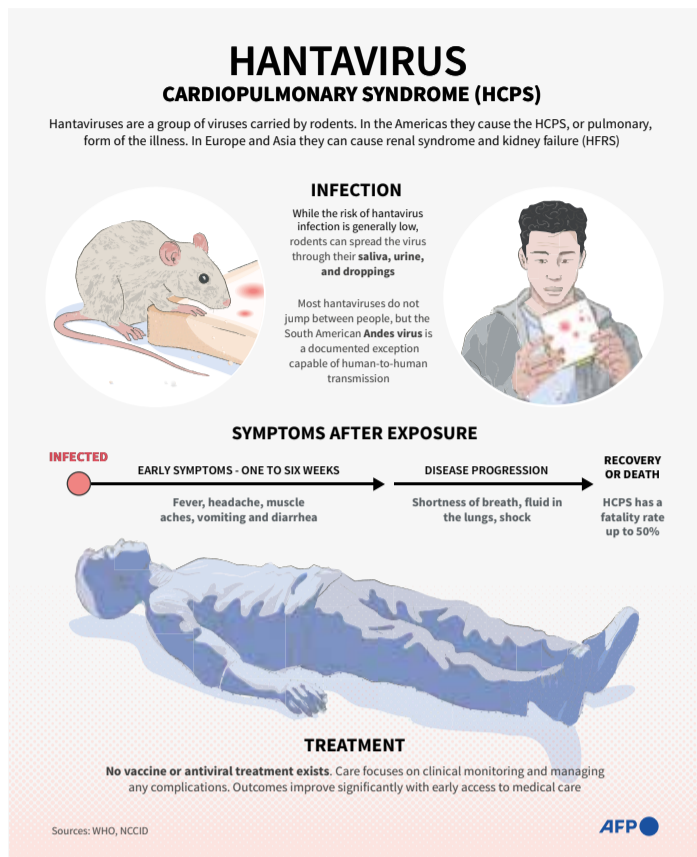 HANTAVIRUS
CARDIOPULMONARY SYNDROME (HCPS)
Hantaviruses are a group of viruses carried by rodents. In the Americas they cause the HCPS, or pulmonary,
form of the illness. In Europe and Asia they can cause renal syndrome and kidney failure (HFRS)
INFECTION
While the risk of hantavirus
infection is generally low,
rodents can spread the virus
through their saliva, urine,
and droppings
Most hantaviruses do not
jump between people, but the
South American Andes virus is
a documented exception
capable of human-to-human
transmission
SYMPTOMS AFTER EXPOSURE
INFECTED
EARLY SYMPTOMS - ONE TO SIX WEEKS
Fever, headache, muscle
aches, vomiting and diarrhea
DISEASE PROGRESSION
Shortness of breath, fluid in
the lungs, shock
RECOVERY
OR DEATH
HCPS has a
fatality rate
up to 50%
TREATMENT
No vaccine or antiviral treatment exists. Care focuses on clinical monitoring and managing
any complications. Outcomes improve significantly with early access to medical care
Sources: WHO, NCCID
AFP